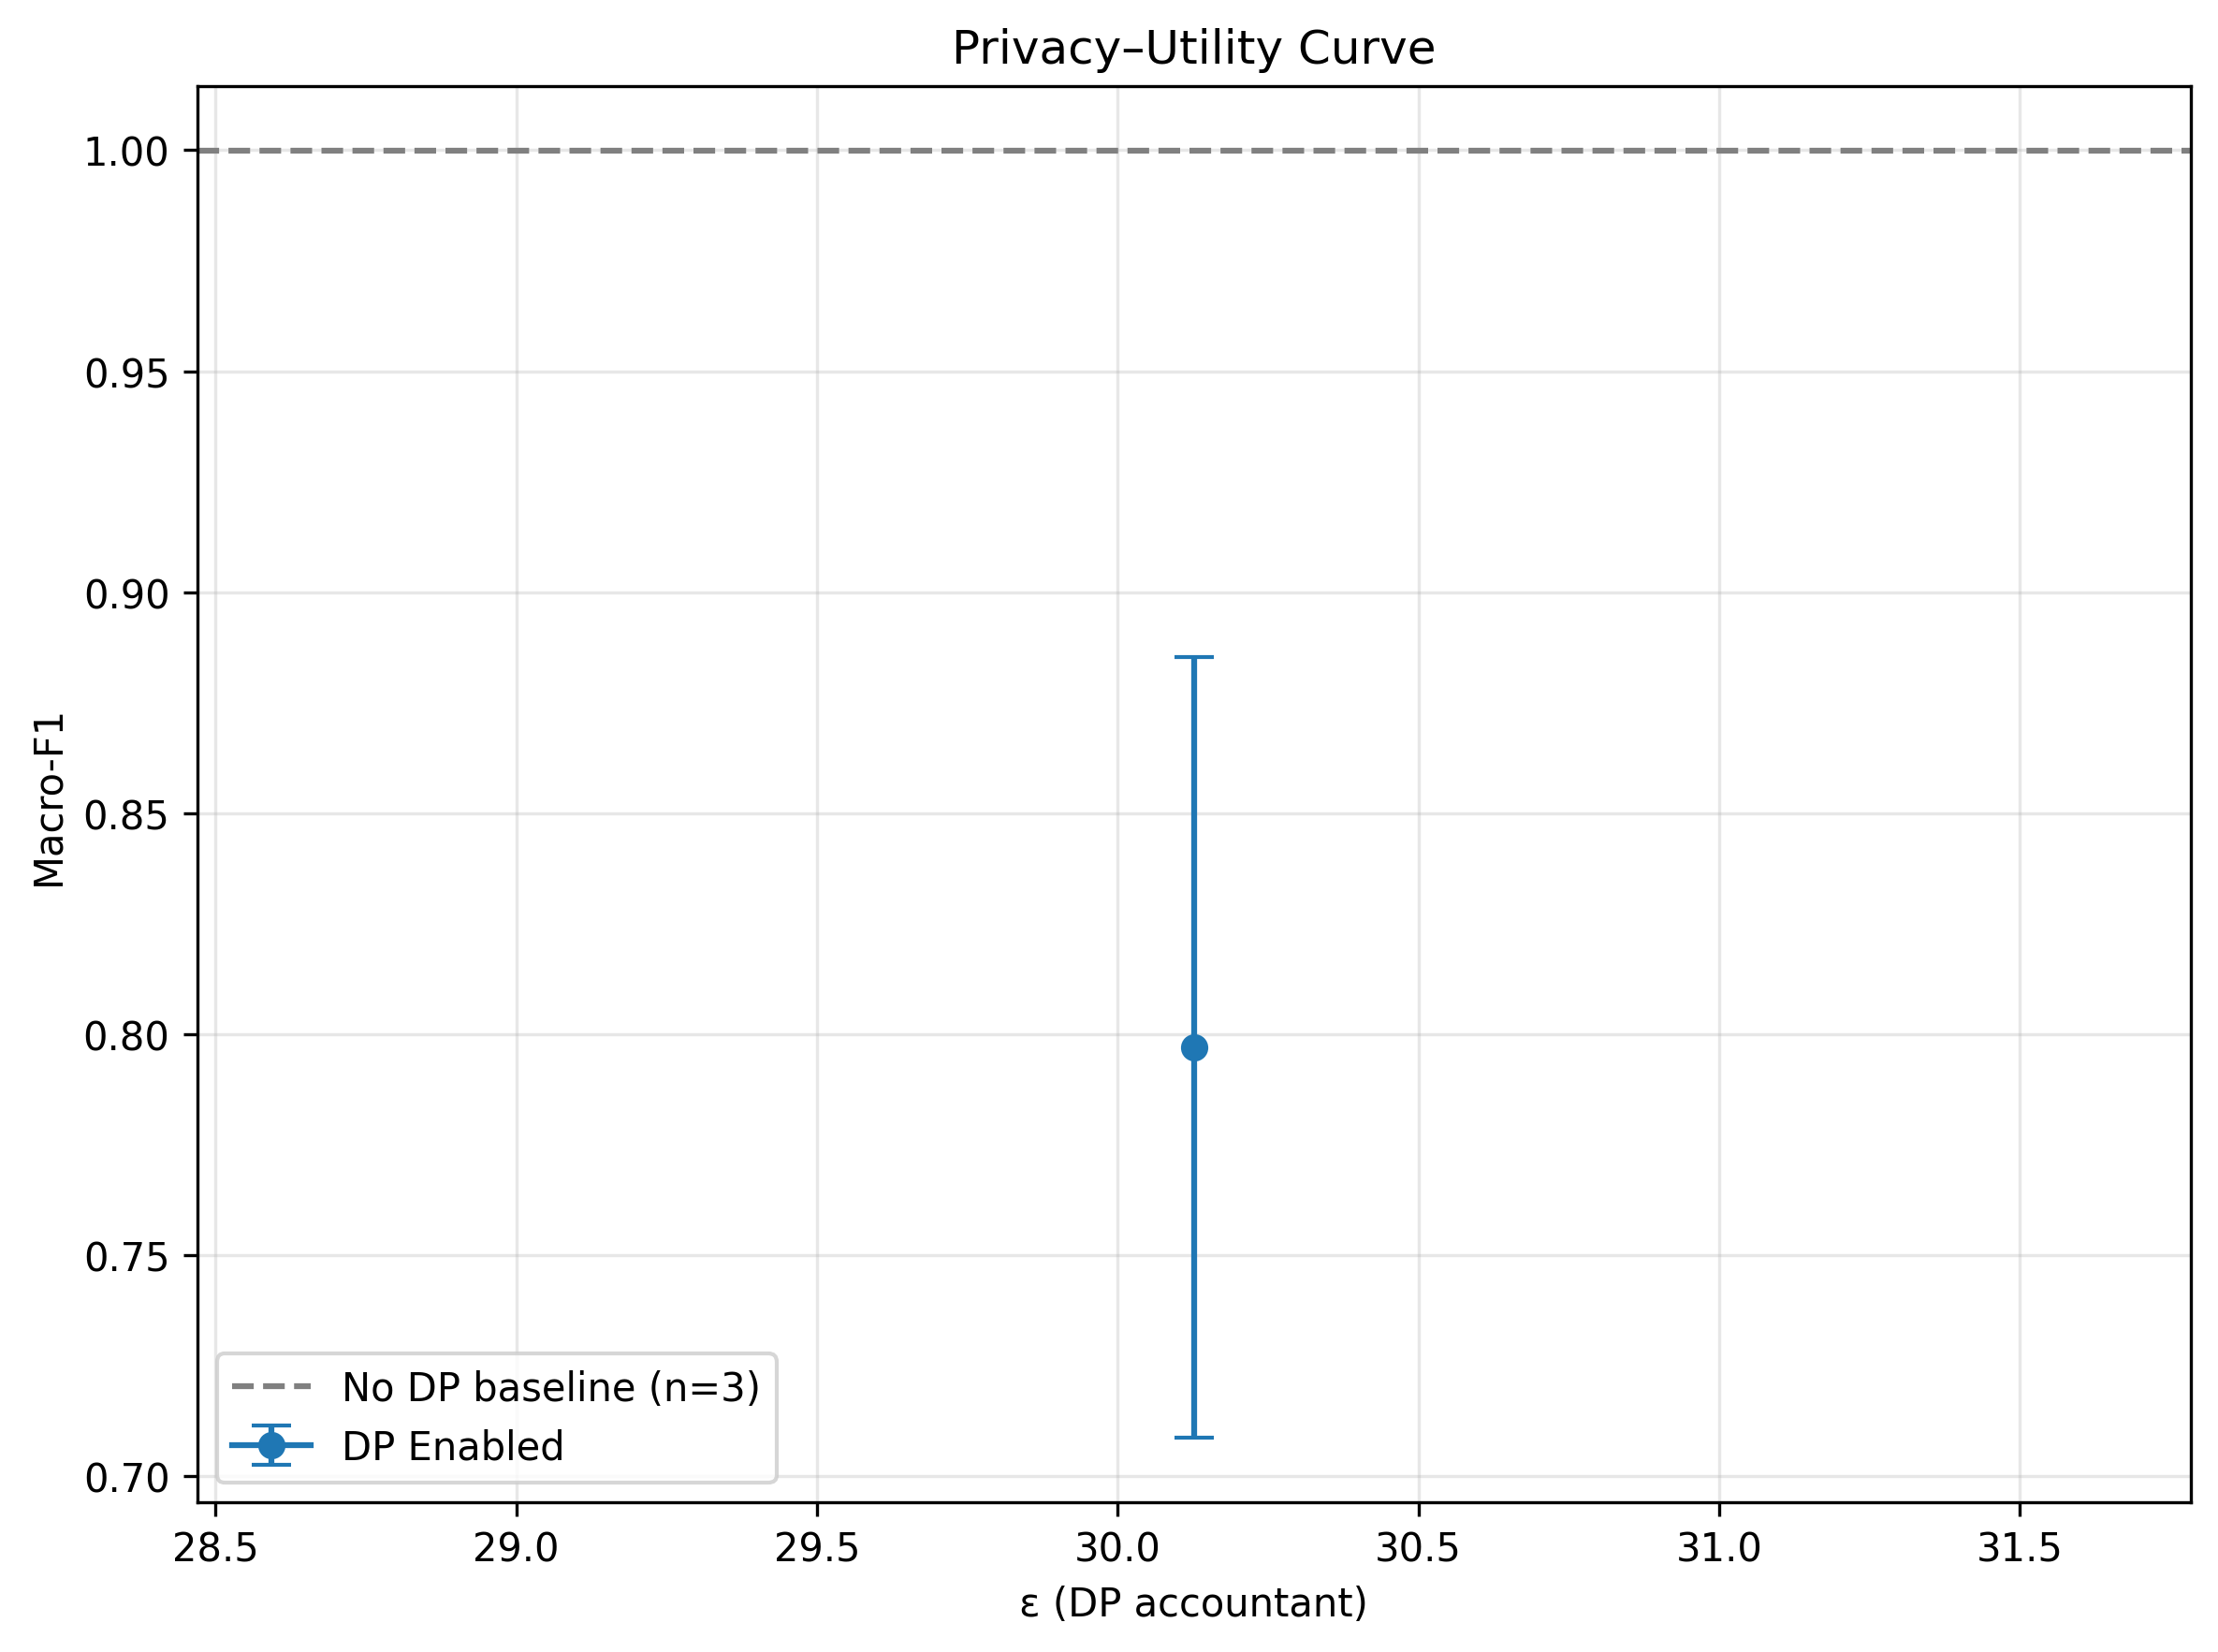 Privacy–Utility Curve
1.00
0.95
0.90
0.85
0.80
0.75
0.70
Macro-F1
No DP baseline (n=3)
DP Enabled
28.5 29.0 29.5 30.0 30.5 31.0 31.5
ε (DP accountant)